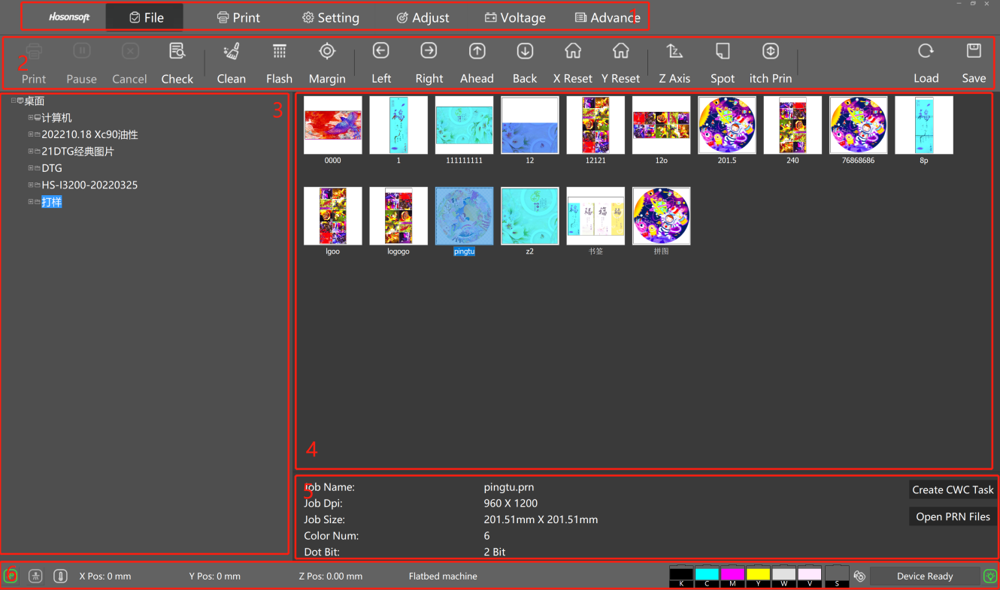 Hosonsoft File Print Setting Adjust Voltage Advance 1
2
Print Pause Cancel Check Clean Flash Margin Left Right Ahead Back X Reset Y Reset Z Axis Spot itch Prin Load Save
3
桌面
计算机
202210.18 Xc90油性
21DTG经典图片
DTG
HS-I3200-20220325
打样
0000 1 111111111 12 12121 12o 201.5 240 76868686 8p
lgoo logogo pingtu z2 书签 拼图
4
5
Job Name: pingtu.prn
Job Dpi: 960 X 1200
Job Size: 201.51mm X 201.51mm
Color Num: 6
Dot Bit: 2 Bit
Create CWC Task
Open PRN Files
6
X Pos: 0 mm Y Pos: 0 mm Z Pos: 0.00 mm Flatbed machine K C M Y W V S Device Ready